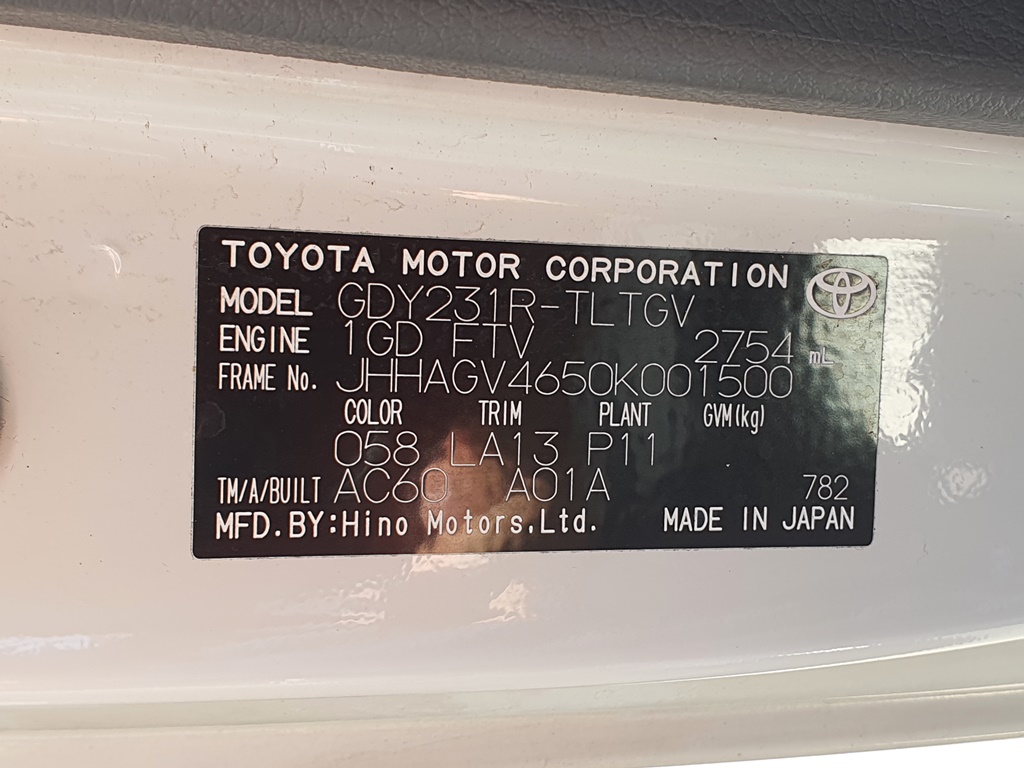 TOYOTA MOTOR CORPORATION
MODEL GDY231R-TLTGV
ENGINE 1GD FTV 2754 mL
FRAME No. JHHAGV4650K001500
COLOR TRIM PLANT GVM(kg)
058 LA13 P11
TM/A/BUILT AC60 A01A 782
MFD.BY:Hino Motors,Ltd. MADE IN JAPAN